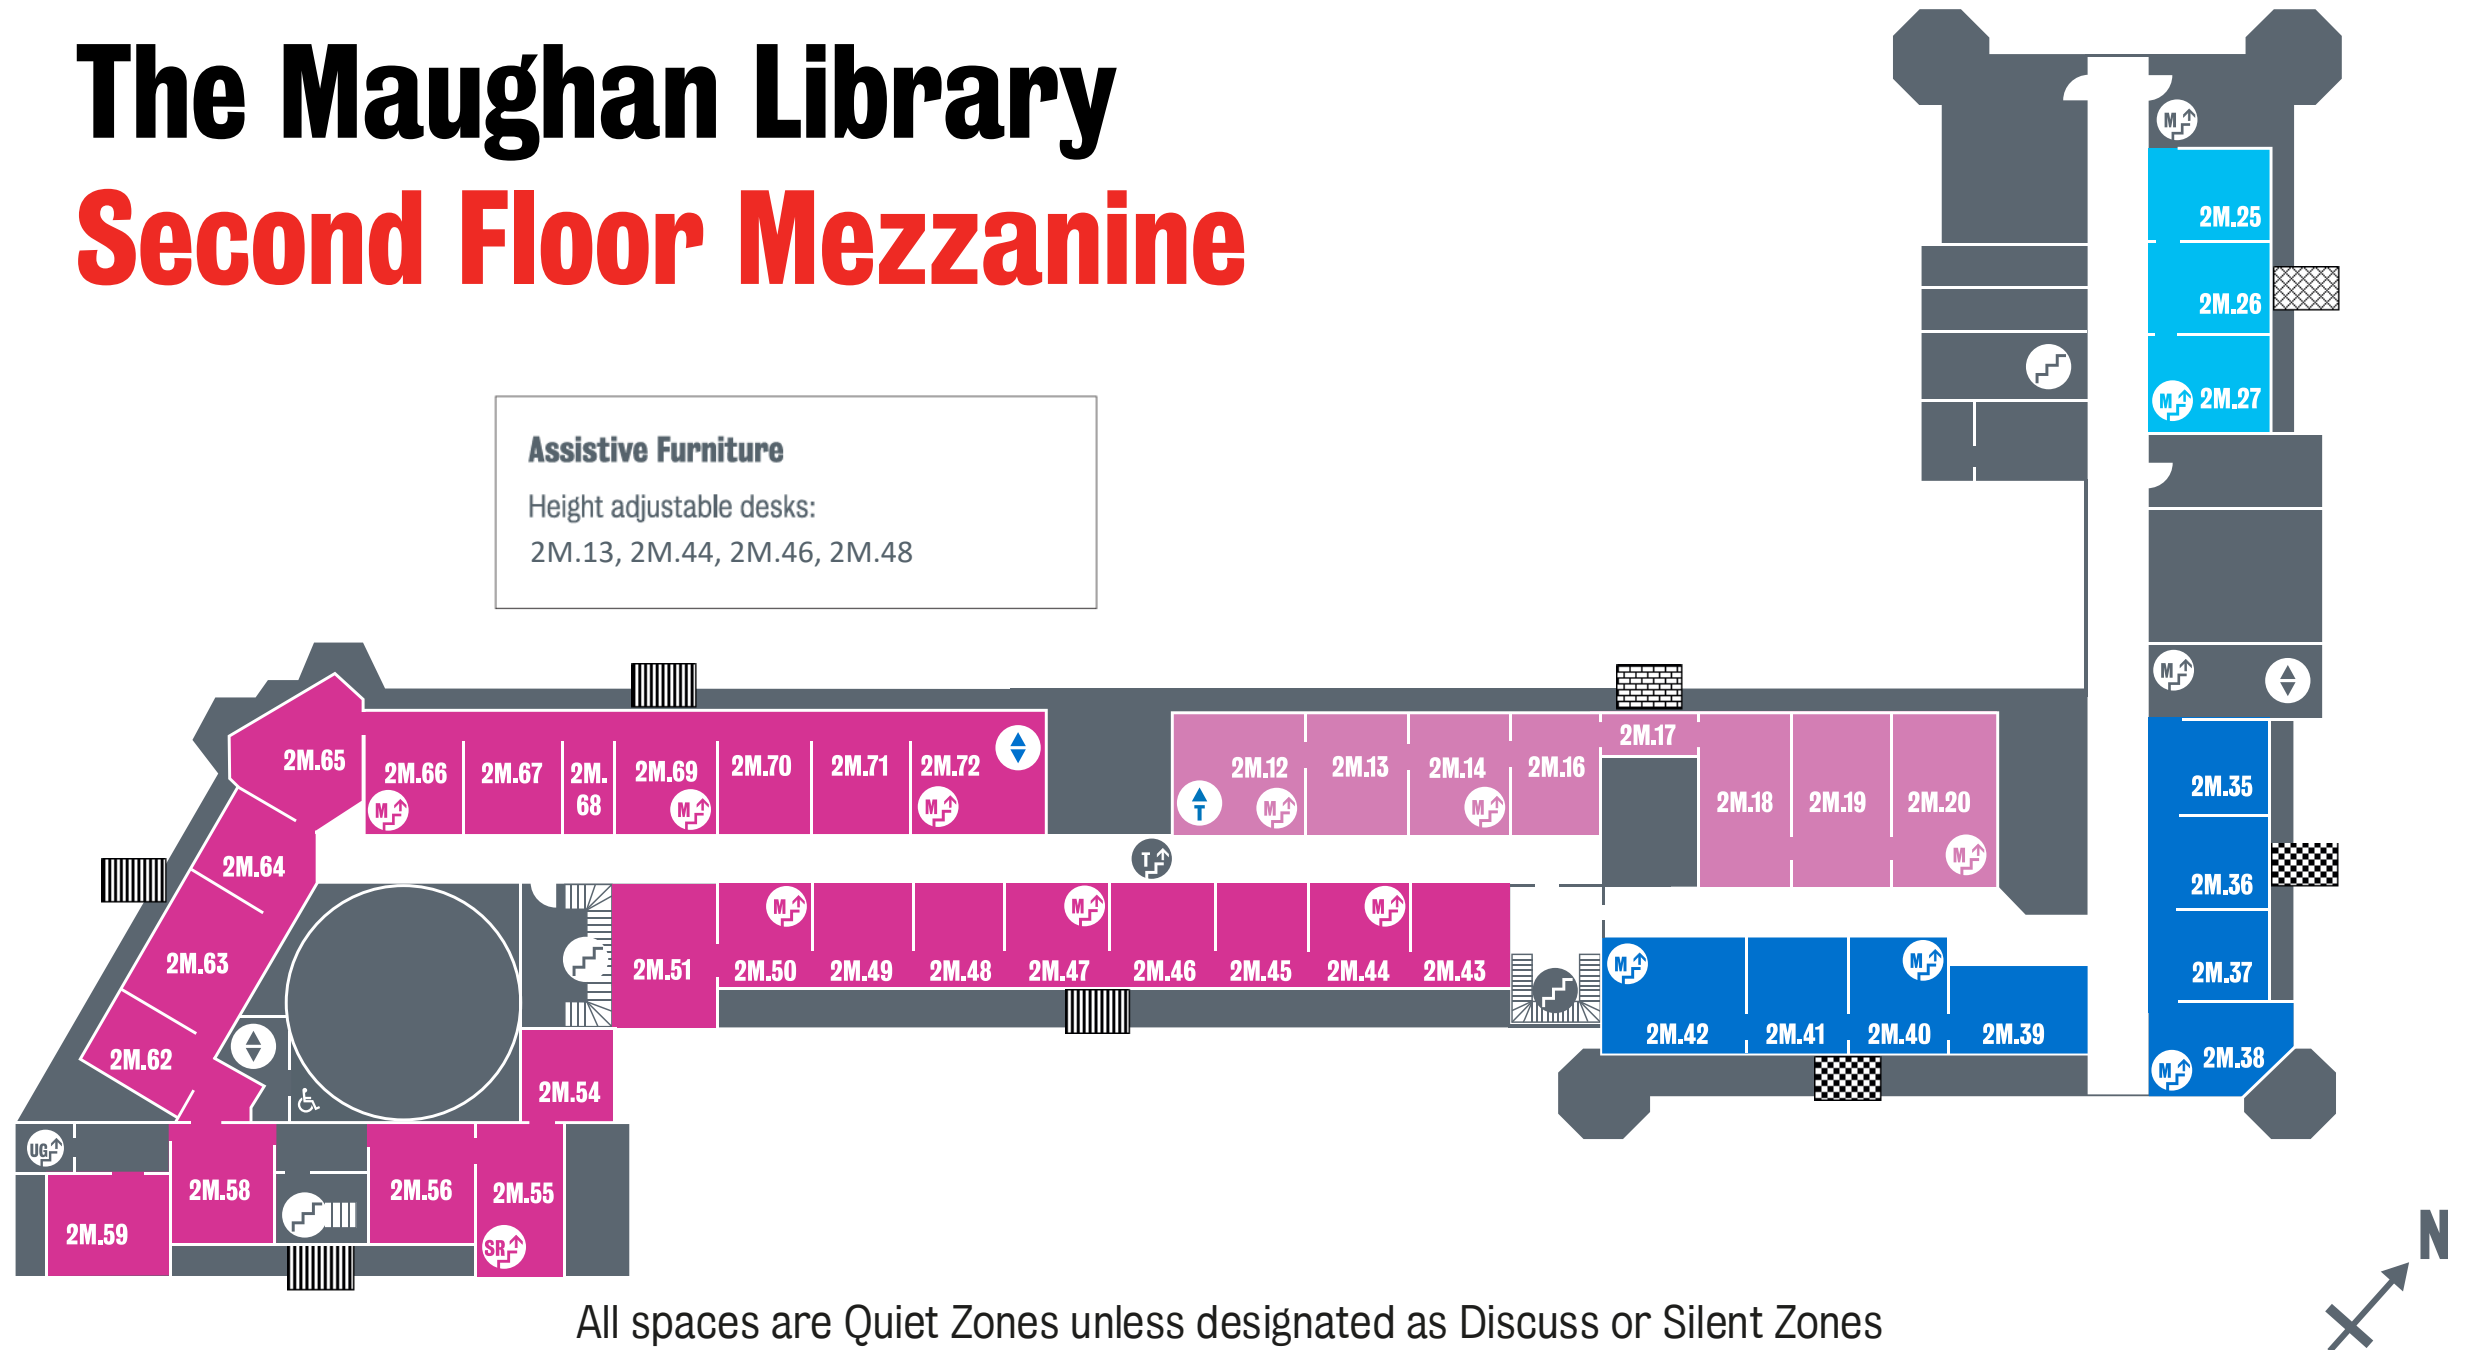 The Maughan Library
Second Floor Mezzanine
Assistive Furniture
Height adjustable desks:
2M.13, 2M.44, 2M.46, 2M.48
M
2M.25
2M.26
M 2M.27
M
2M.65
2M.66
2M.67
2M.
68
2M.69
2M.70
2M.71
2M.72
M
M
M
2M.12
2M.13
2M.14
2M.16
2M.17
2M.18
2M.19
2M.20
T
M
M
M
T
2M.35
2M.36
2M.37
M 2M.38
2M.64
2M.63
2M.62
M
M
M
2M.51
2M.50
2M.49
2M.48
2M.47
2M.46
2M.45
2M.44
2M.43
M
M
2M.42
2M.41
2M.40
2M.39
2M.54
UG
2M.59
2M.58
2M.56
2M.55
SR
N
All spaces are Quiet Zones unless designated as Discuss or Silent Zones